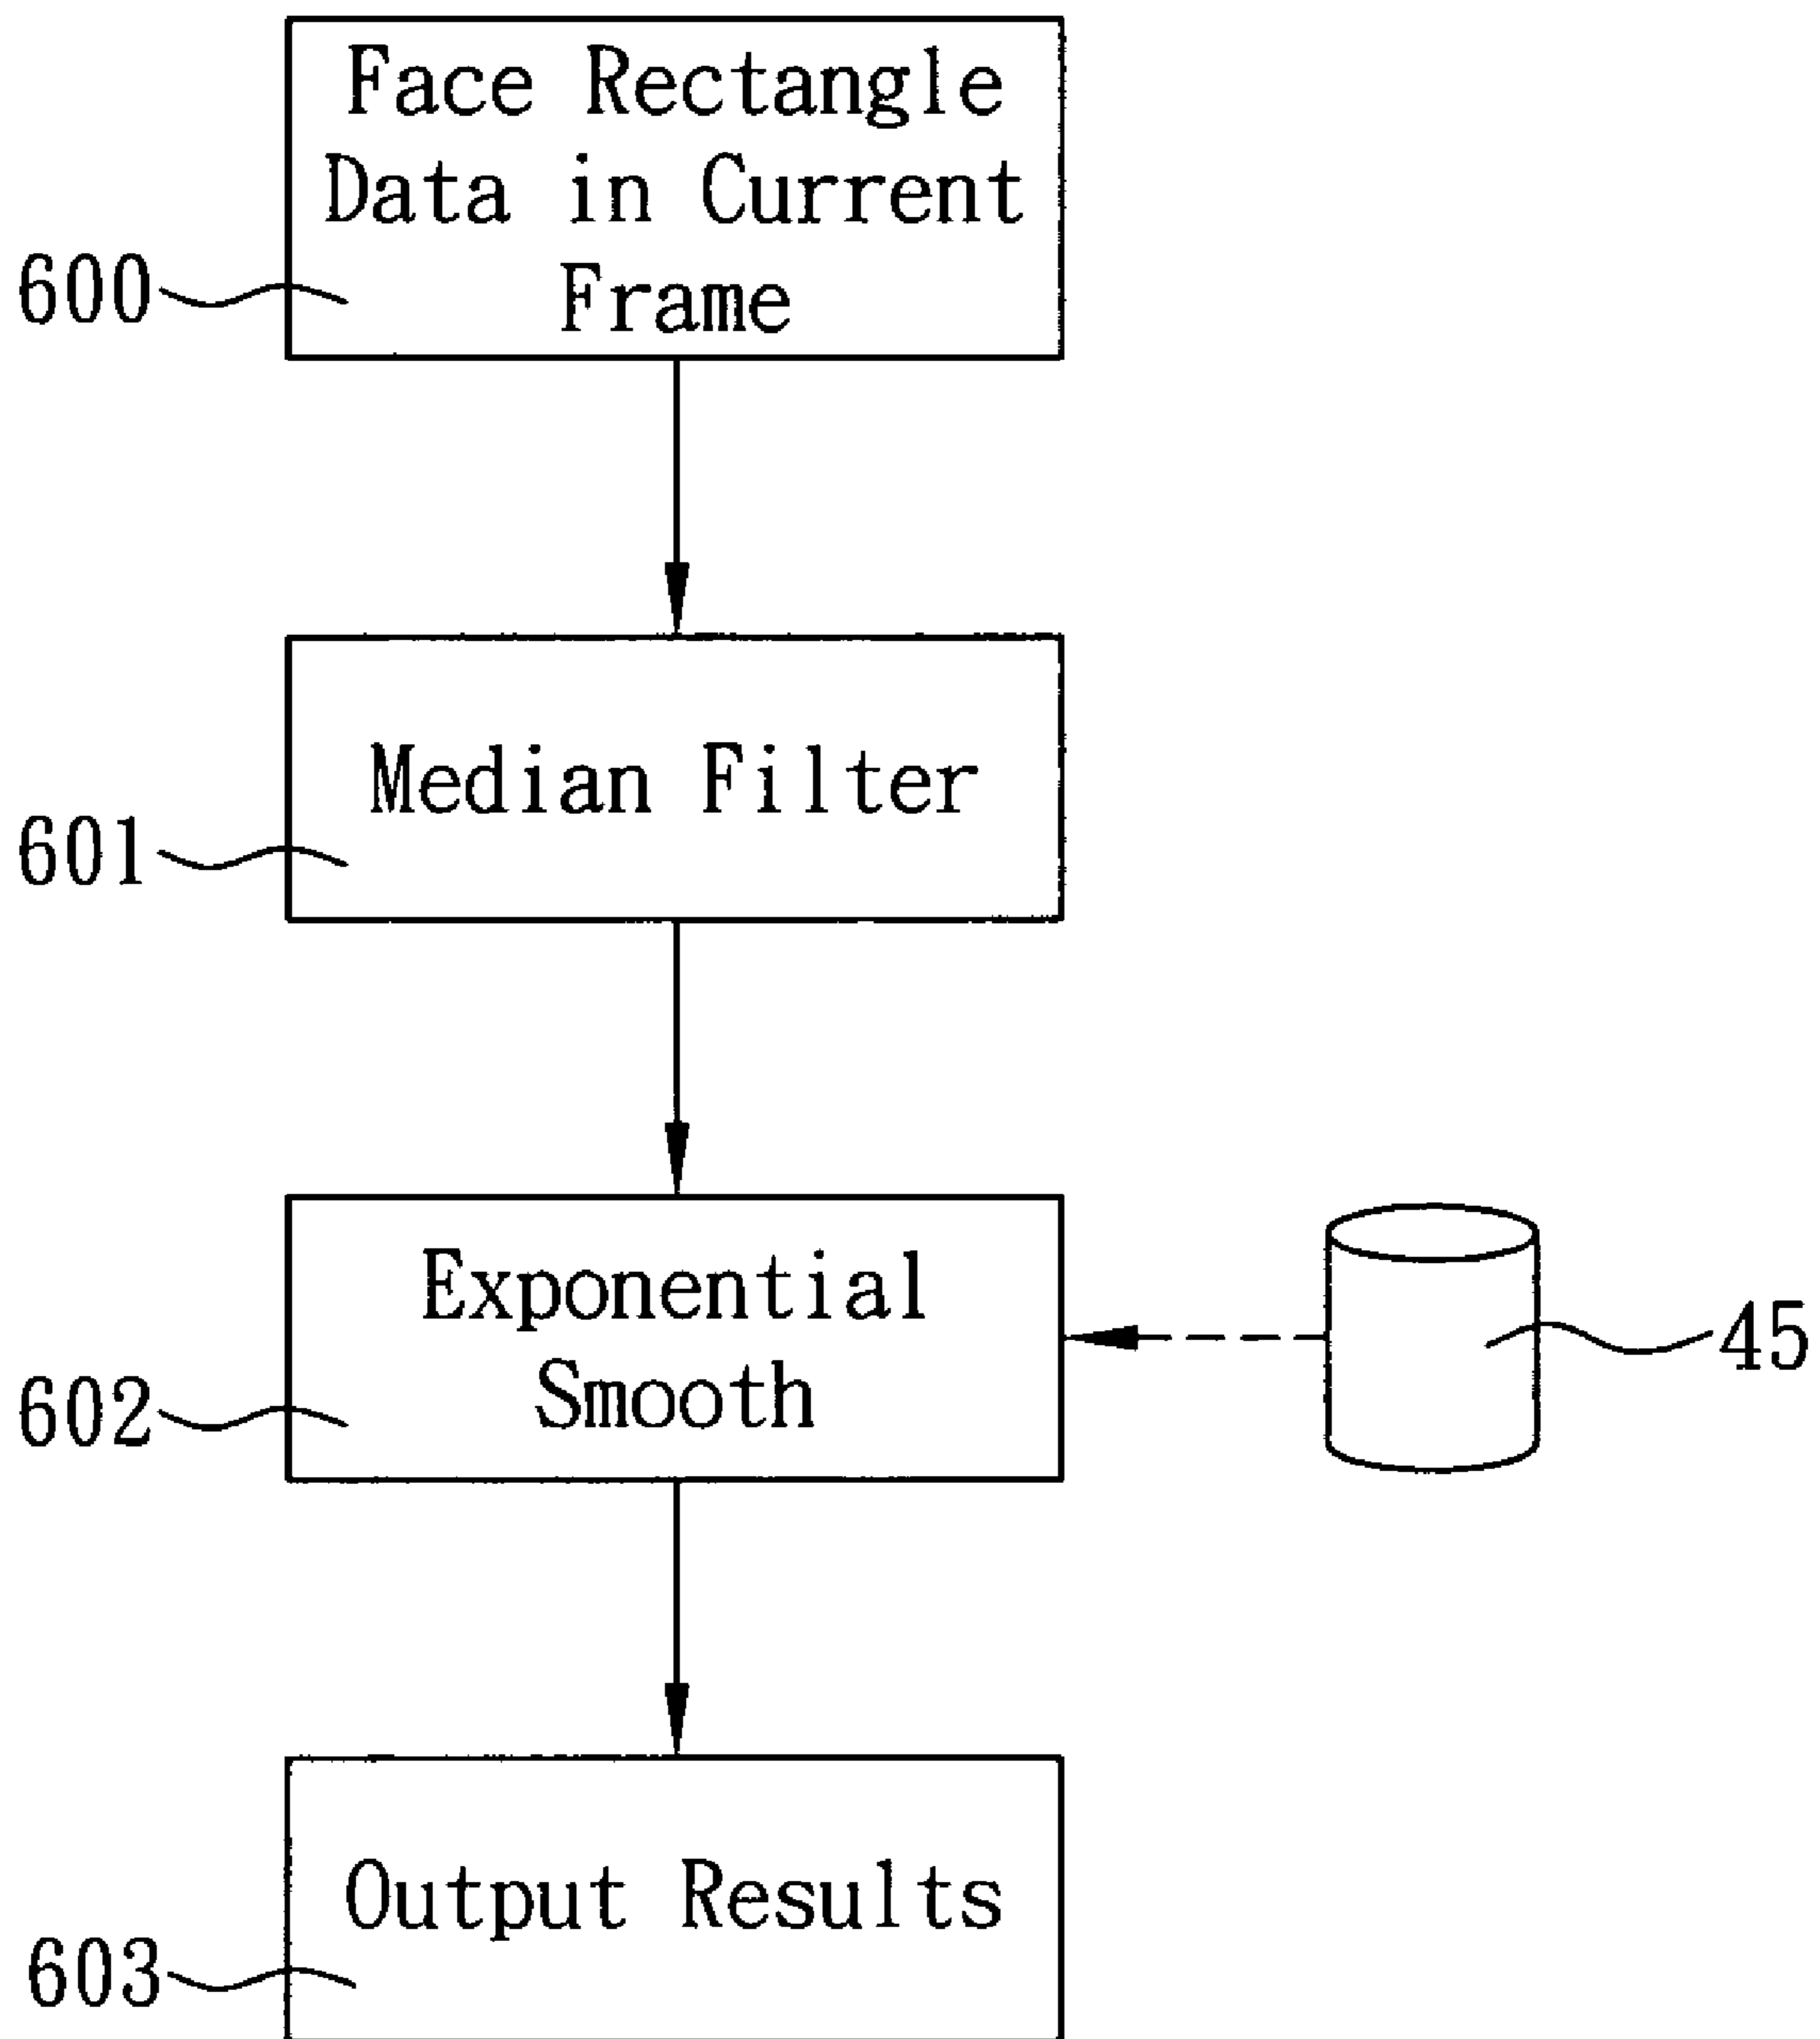 Face Rectangle
Data in Current
Frame
600
Median Filter
601
Exponential
Smooth
602
45
Output Results
603